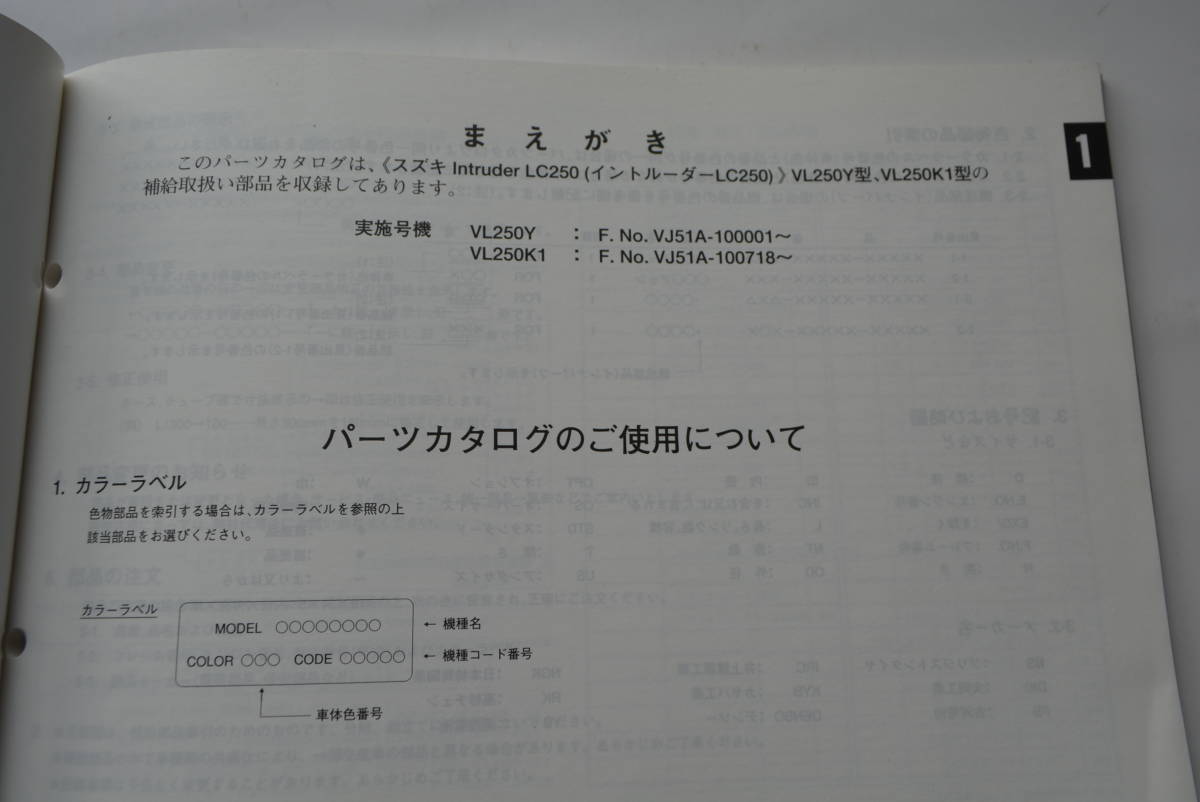 1
まえがき
このパーツカタログは、《スズキ Intruder LC250 (イントルーダーLC250) 》VL250Y型、VL250K1型の
補給取扱い部品を収録してあります。
実施号機 VL250Y : F. No. VJ51A-100001～
VL250K1 : F. No. VJ51A-100718～
パーツカタログのご使用について
1. カラーラベル
色物部品を索引する場合は、カラーラベルを参照の上
該当部品をお選びください。
カラーラベル
MODEL ○○○○○○○○ ← 機種名
COLOR ○○○ CODE ○○○○○ ← 機種コード番号
車体色番号